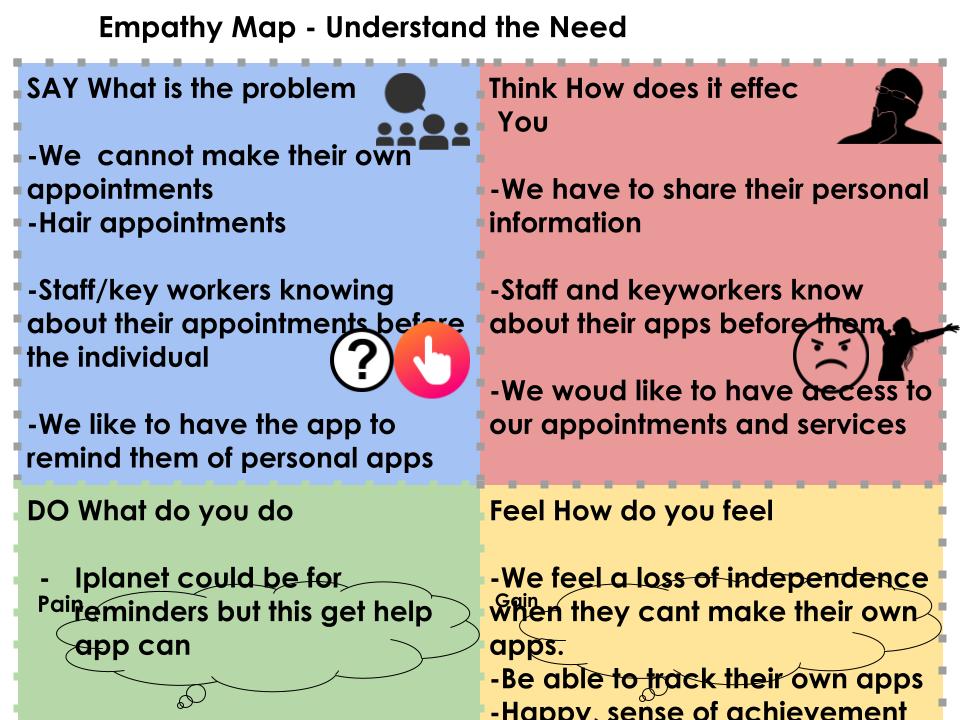 Empathy Map - Understand the Need
SAY What is the problem
-We  cannot make their own
appointments
-Hair appointments
-Staff/key workers knowing
about their appointments before
the individual
-We like to have the app to
remind them of personal apps
Think How does it effec
You
-We have to share their personal
information
-Staff and keyworkers know
about their apps before them
-We woud like to have access to
our appointments and services
DO What do you do
- Iplanet could be for
reminders but this get help
app can
Pain
Feel How do you feel
-We feel a loss of independence
when they cant make their own
apps.
-Be able to track their own apps
-Happy, sense of achievement
Gain
?